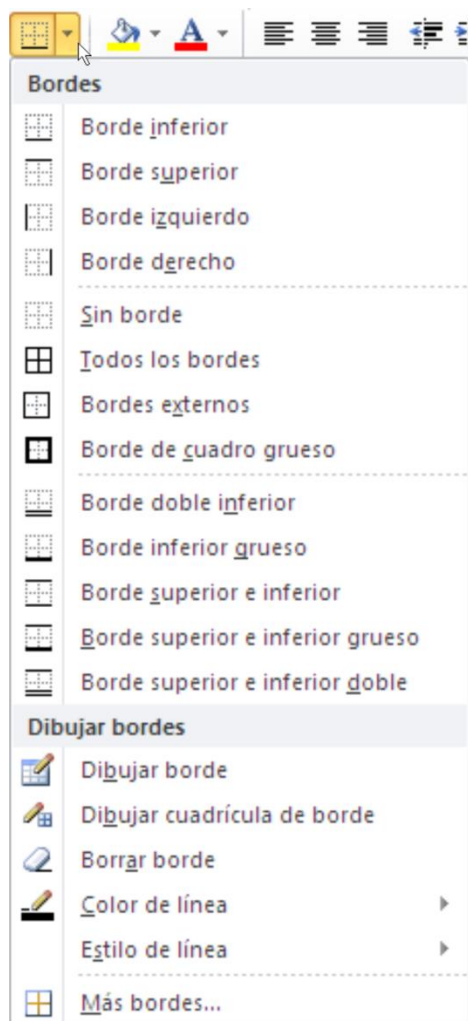 A
Bordes
Borde inferior
Borde superior
Borde izquierdo
Borde derecho
Sin borde
Todos los bordes
Bordes externos
Borde de cuadro grueso
Borde doble inferior
Borde inferior grueso
Borde superior e inferior
Borde superior e inferior grueso
Borde superior e inferior doble
Dibujar bordes
Dibujar borde
Dibujar cuadrícula de borde
Borrar borde
Color de línea
Estilo de línea
Más bordes...